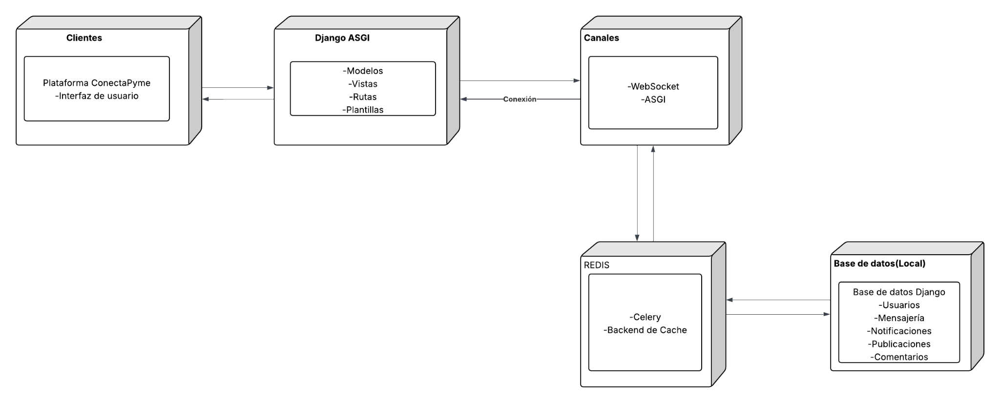 Clientes
Plataforma ConectaPyme
-Interfaz de usuario
Django ASGI
-Modelos
-Vistas
-Rutas
-Plantillas
Conexión
Canales
-WebSocket
-ASGI
REDIS
-Celery
-Backend de Cache
Base de datos(Local)
Base de datos Django
-Usuarios
-Mensajería
-Notificaciones
-Publicaciones
-Comentarios